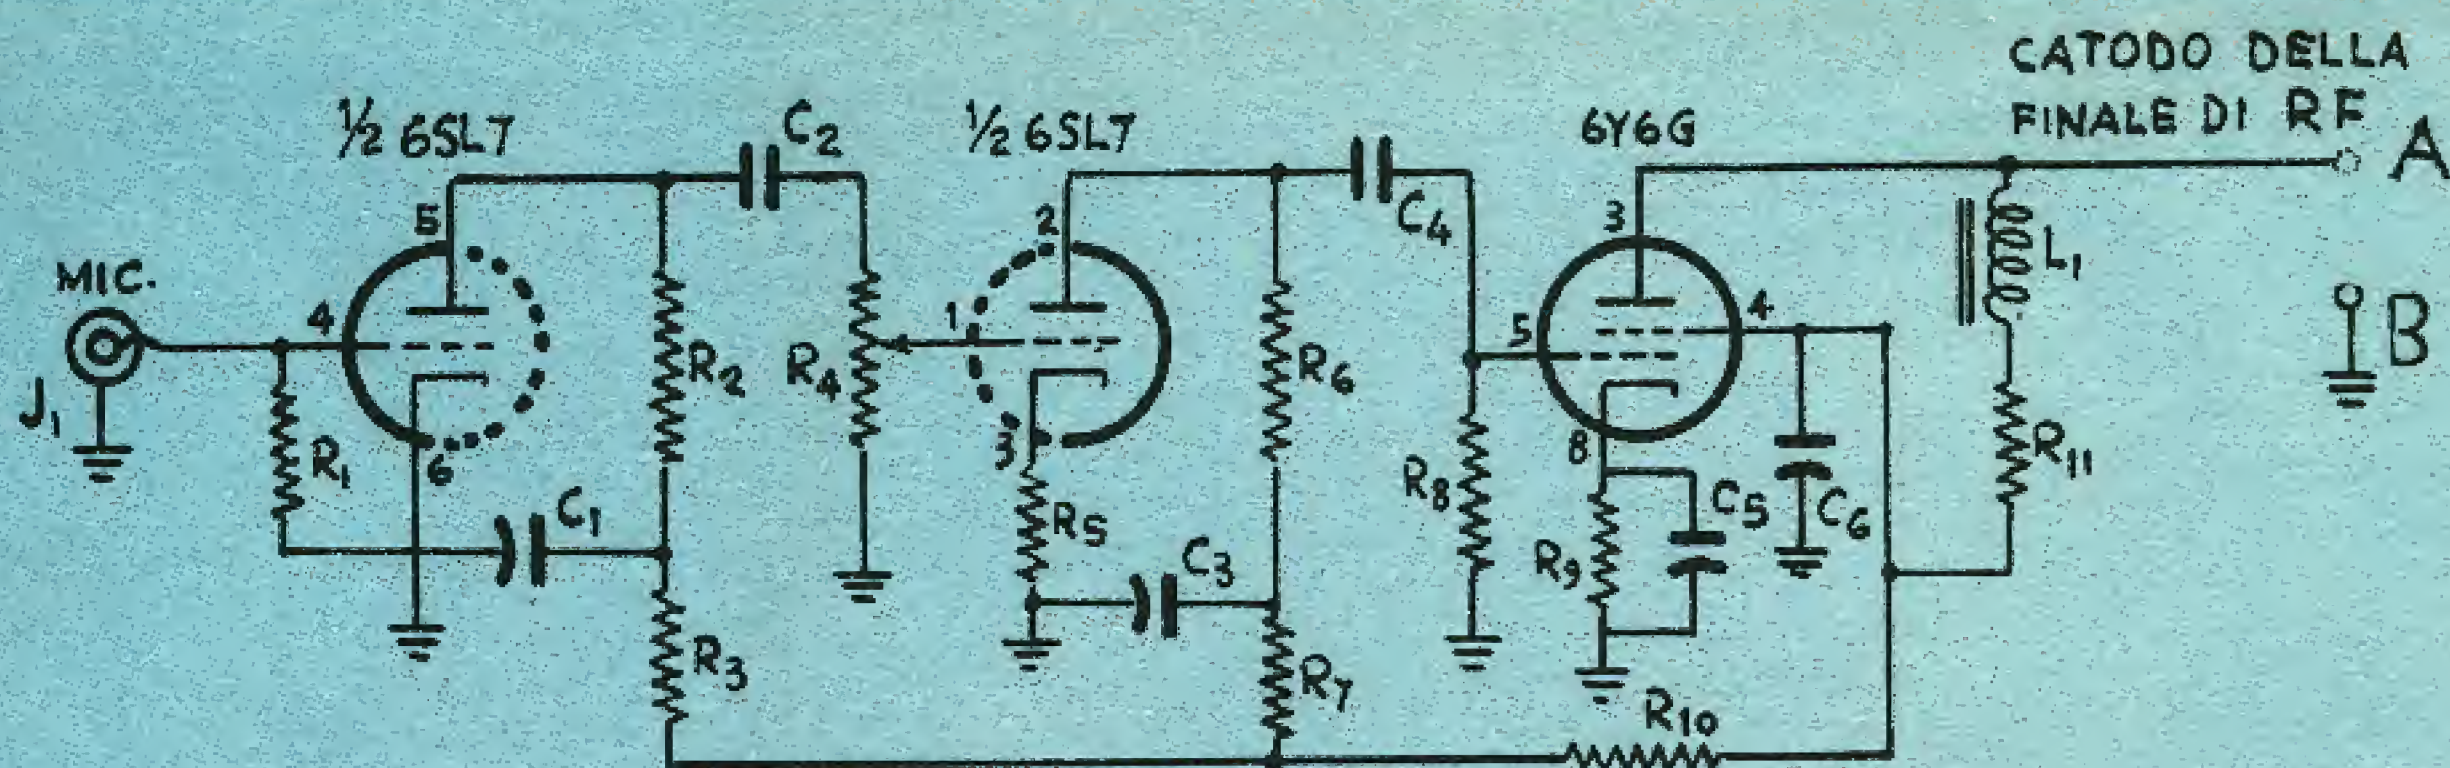 CATODO DELLA
FINALE DI RF
A
½ 6SL7
C2
½ 6SL7
6Y6G
C4
5
2
3
MIC.
4
1
5
4
L1
B
J1
R1
R2
R4
R6
6
3
8
R8
R11
C1
R5
C3
R9
C5
C6
R3
R7
R10